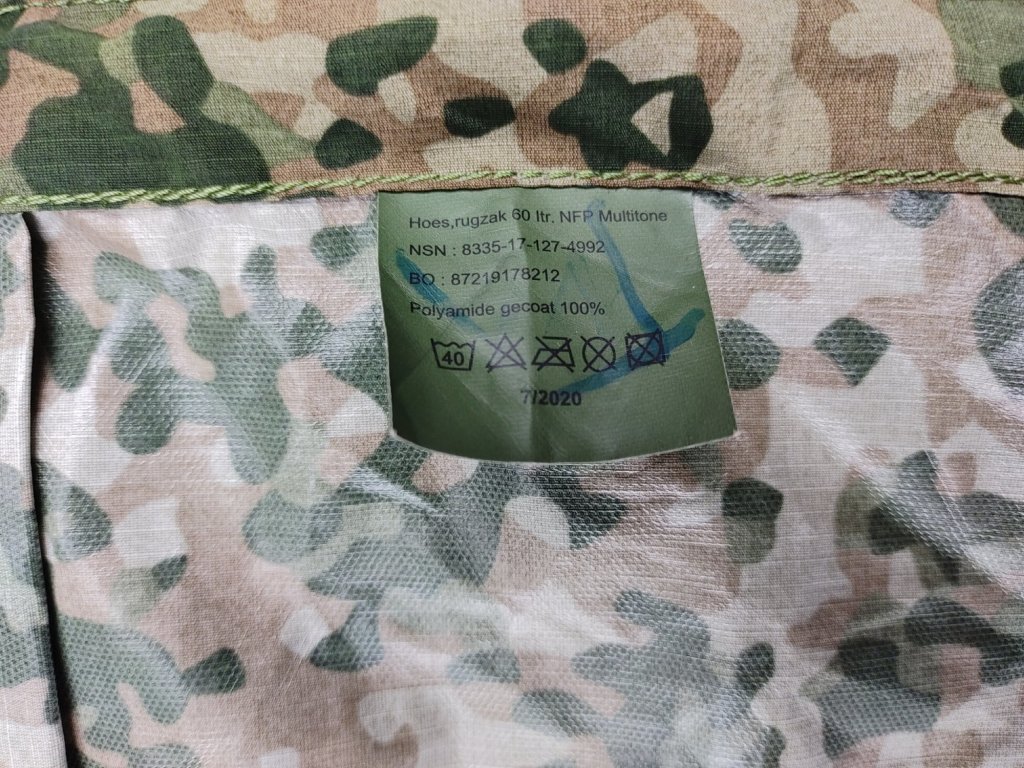 Hoes,rugzak 60 ltr. NFP Multitone
NSN : 8335-17-127-4992
BO : 87219178212
Polyamide gecoat 100%
40
7/2020